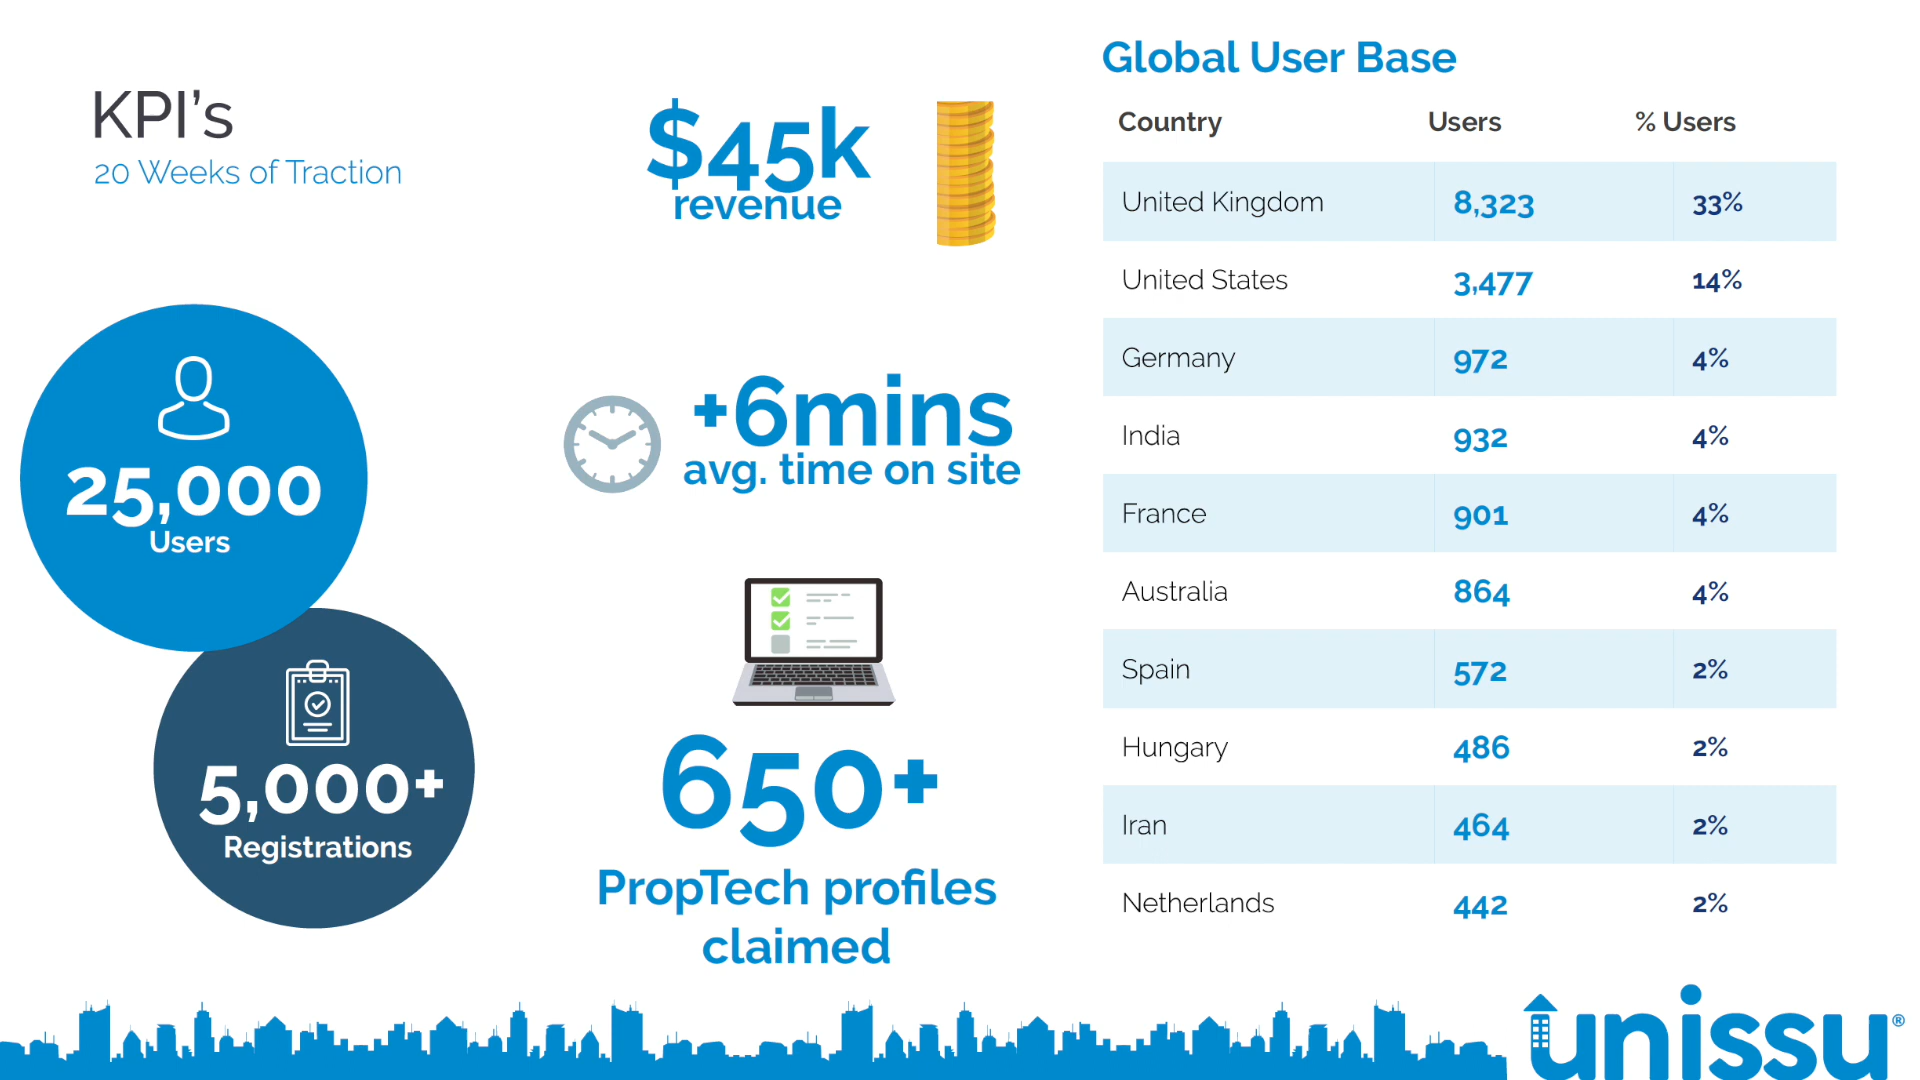 KPI's
20 Weeks of Traction
25,000
Users
5,000+
Registrations
$45k
revenue
+6mins
avg. time on site
650+
PropTech profiles
claimed
Global User Base
Country Users % Users
United Kingdom 8,323 33%
United States 3,477 14%
Germany 972 4%
India 932 4%
France 901 4%
Australia 864 4%
Spain 572 2%
Hungary 486 2%
Iran 464 2%
Netherlands 442 2%
unissu®